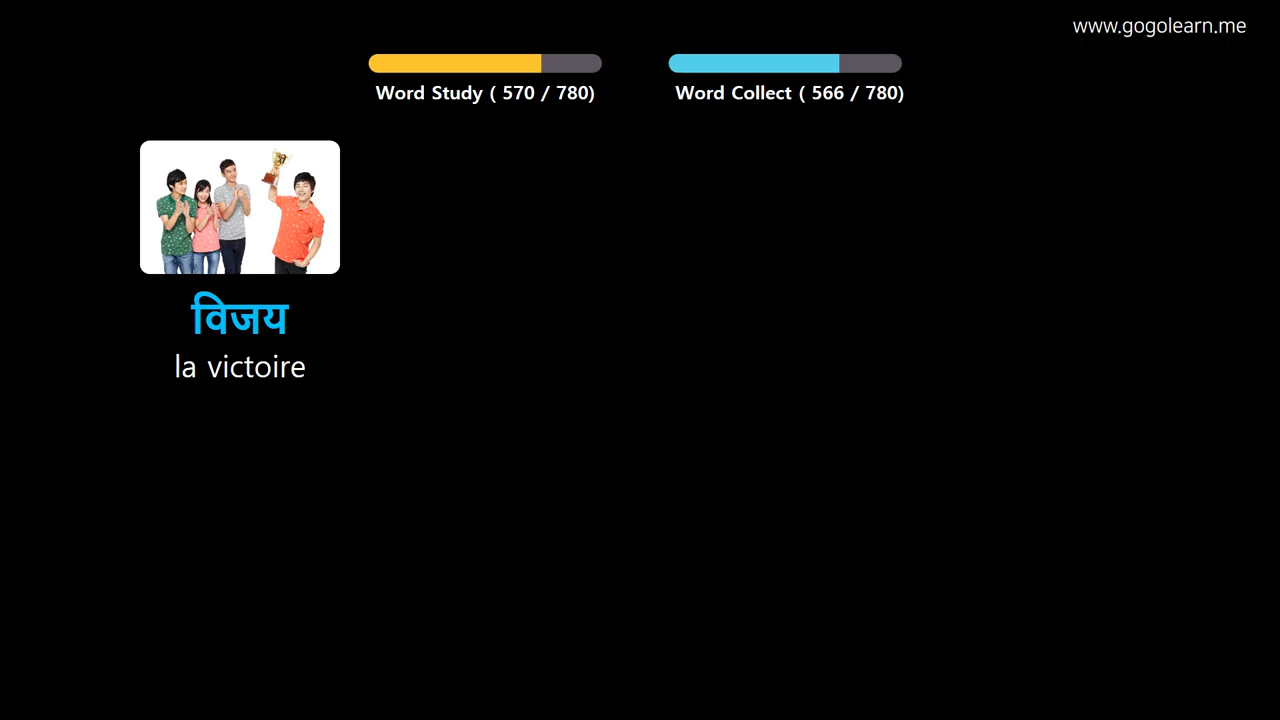 www.gogolearn.me
Word Study ( 570 / 780)
Word Collect ( 566 / 780)
विजय
la victoire